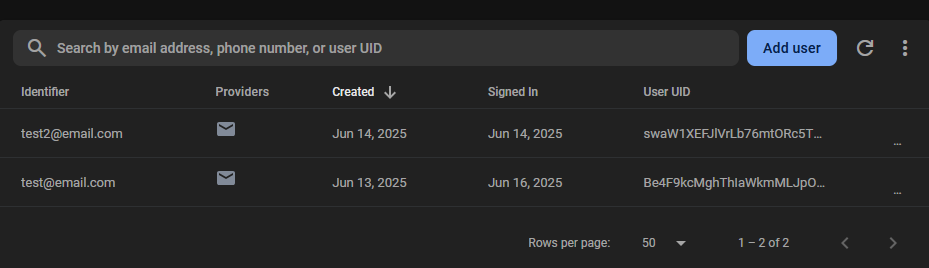 Search by email address, phone number, or user UID Add user
Identifier Providers Created Signed In User UID
test2@email.com Jun 14, 2025 Jun 14, 2025 swaW1XEFJlVrLb76mtORc5T...
...
test@email.com Jun 13, 2025 Jun 16, 2025 Be4F9kcMghThIaWkmMLJpO...
...
Rows per page: 50 1 – 2 of 2